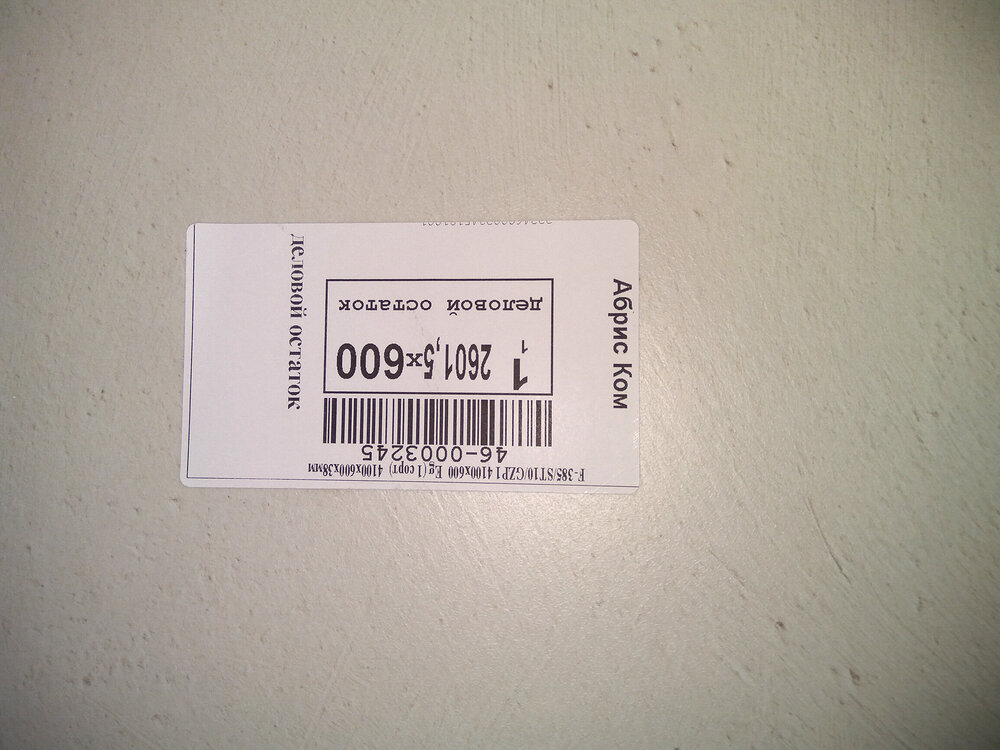 F-385/ST10/GZP1 4100x600 Eg (1 сорт) 4100x600x38мм
46-0003245
1 2601,5x600
1
деловой остаток
Абрис Ком
деловой остаток